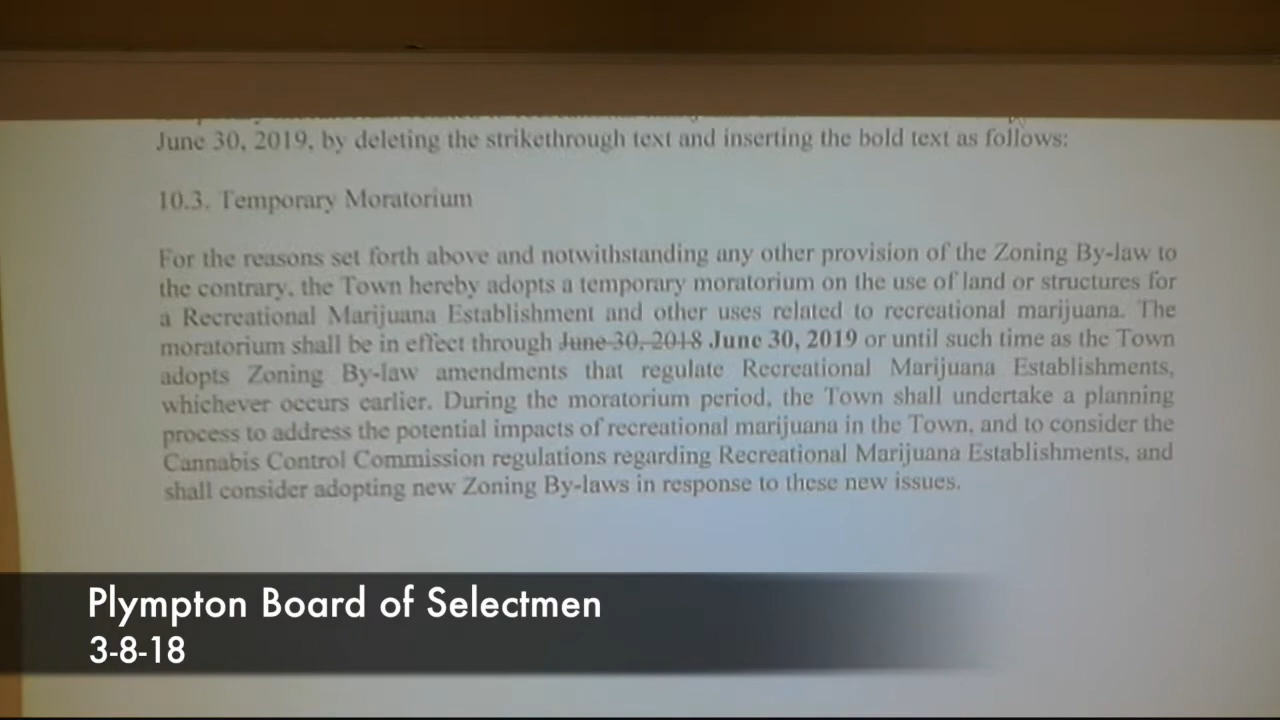 June 30, 2019, by deleting the strikethrough text and inserting the bold text as follows:
10.3. Temporary Moratorium
For the reasons set forth above and notwithstanding any other provision of the Zoning By-law to
the contrary, the Town hereby adopts a temporary moratorium on the use of land or structures for
a Recreational Marijuana Establishment and other uses related to recreational marijuana. The
moratorium shall be in effect through June 30, 2018 June 30, 2019 or until such time as the Town
adopts Zoning By-law amendments that regulate Recreational Marijuana Establishments,
whichever occurs earlier. During the moratorium period, the Town shall undertake a planning
process to address the potential impacts of recreational marijuana in the Town, and to consider the
Cannabis Control Commission regulations regarding Recreational Marijuana Establishments, and
shall consider adopting new Zoning By-laws in response to these new issues.
Plympton Board of Selectmen
3-8-18